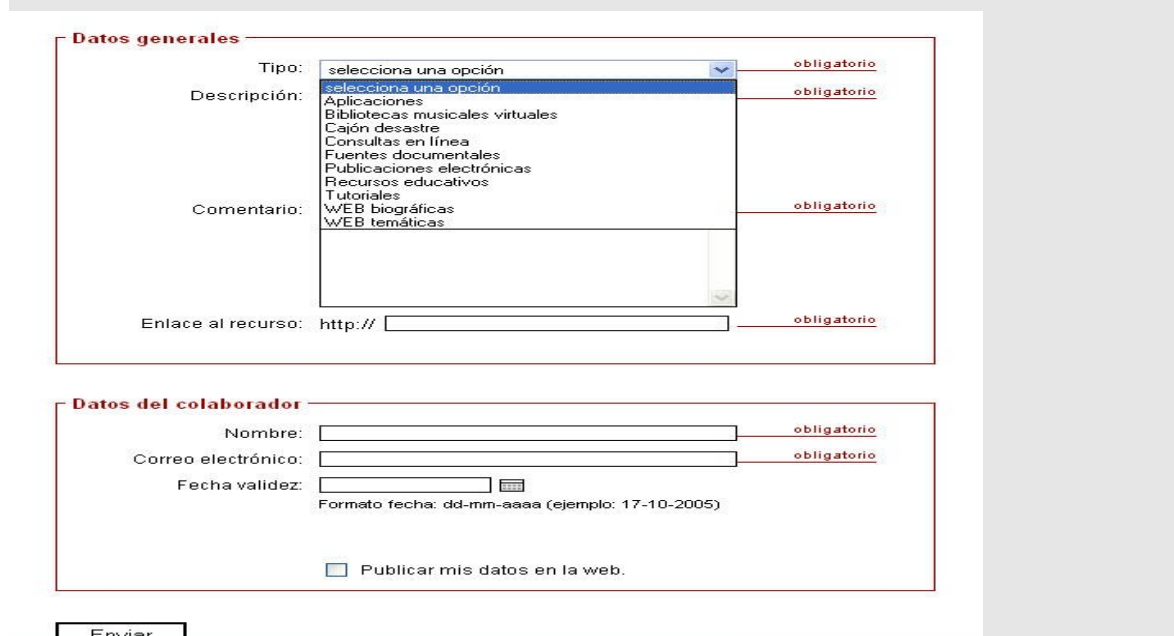 Datos generales
Tipo: selecciona una opción obligatorio
Descripción: selecciona una opción obligatorio
Aplicaciones
Bibliotecas musicales virtuales
Cajón desastre
Consultas en línea
Fuentes documentales
Publicaciones electrónicas
Recursos educativos
Tutoriales
Comentario: WEB biográficas obligatorio
WEB temáticas
Enlace al recurso: http:// obligatorio
Datos del colaborador
Nombre: obligatorio
Correo electrónico: obligatorio
Fecha validez:
Formato fecha: dd-mm-aaaa (ejemplo: 17-10-2005)
Publicar mis datos en la web.
Enviar